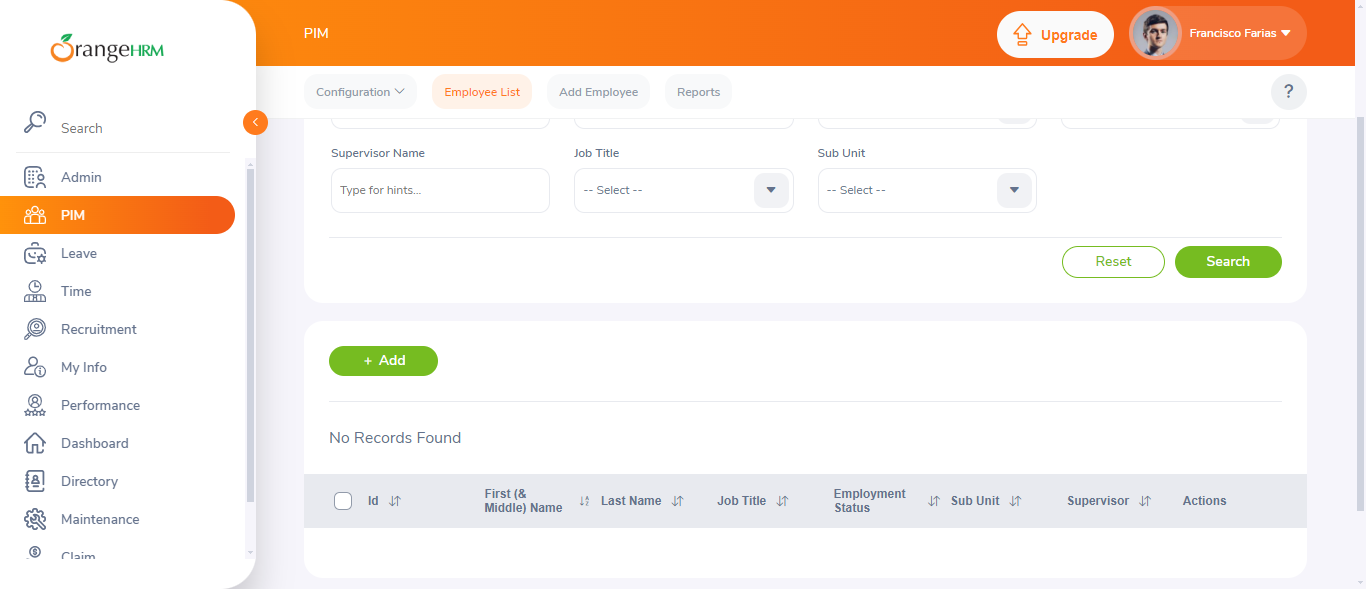 OrangeHRM
Search
Admin
PIM
Leave
Time
Recruitment
My Info
Performance
Dashboard
Directory
Maintenance
Claim
PIM
Upgrade
Francisco Farias
Configuration
Employee List
Add Employee
Reports
?
Supervisor Name
Job Title
Sub Unit
Type for hints...
-- Select --
-- Select --
Reset
Search
+ Add
No Records Found
Id
First (& Middle) Name
Last Name
Job Title
Employment Status
Sub Unit
Supervisor
Actions